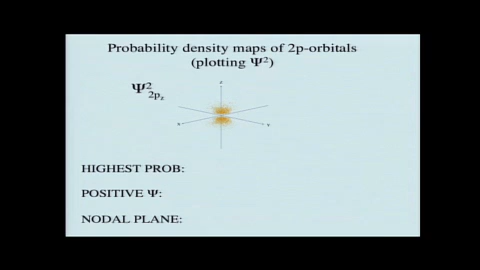 Probability density maps of 2p-orbitals
(plotting Ψ²)
Ψ²2pz
z
x
y
HIGHEST PROB:
POSITIVE Ψ:
NODAL PLANE: